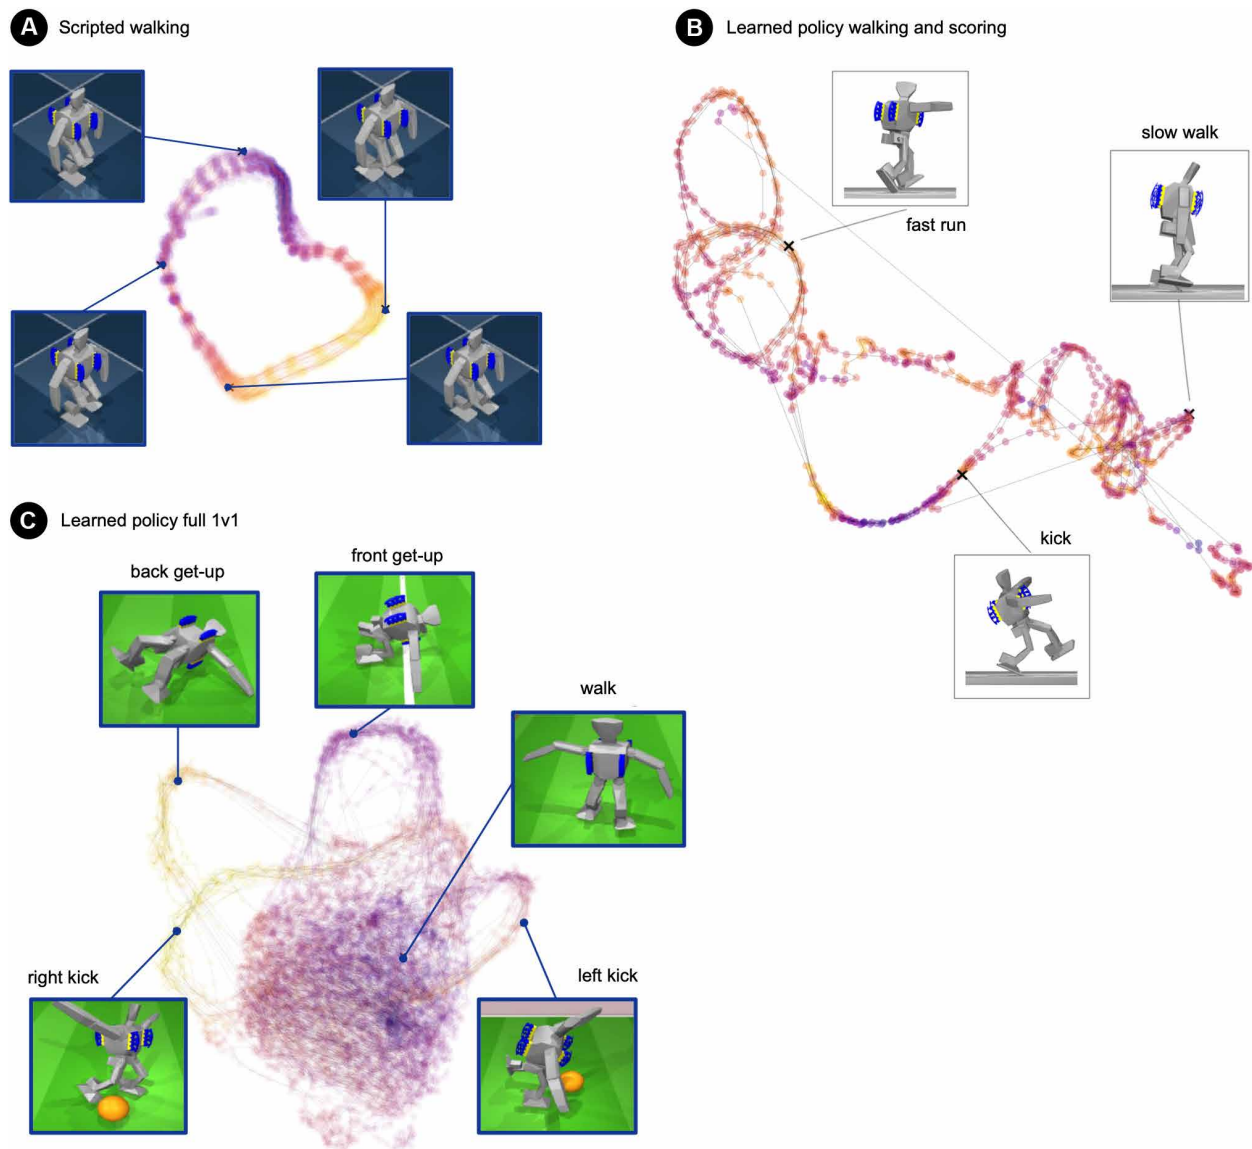 A Scripted walking
B Learned policy walking and scoring
fast run
slow walk
kick
C Learned policy full 1v1
back get-up
front get-up
walk
right kick
left kick